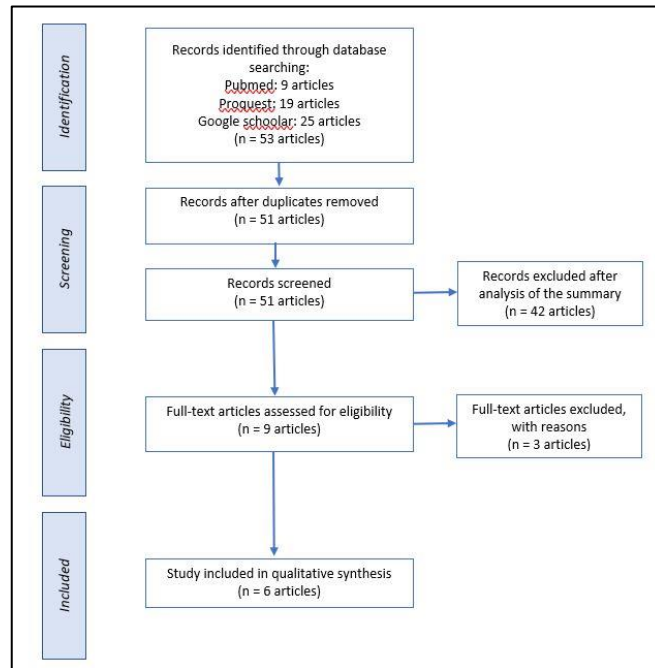 Identification
Records identified through database
searching:
Pubmed: 9 articles
Proquest: 19 articles
Google schoolar: 25 articles
(n = 53 articles)
Screening
Records after duplicates removed
(n = 51 articles)
Records screened
(n = 51 articles)
Records excluded after
analysis of the summary
(n = 42 articles)
Eligibility
Full-text articles assessed for eligibility
(n = 9 articles)
Full-text articles excluded,
with reasons
(n = 3 articles)
Included
Study included in qualitative synthesis
(n = 6 articles)